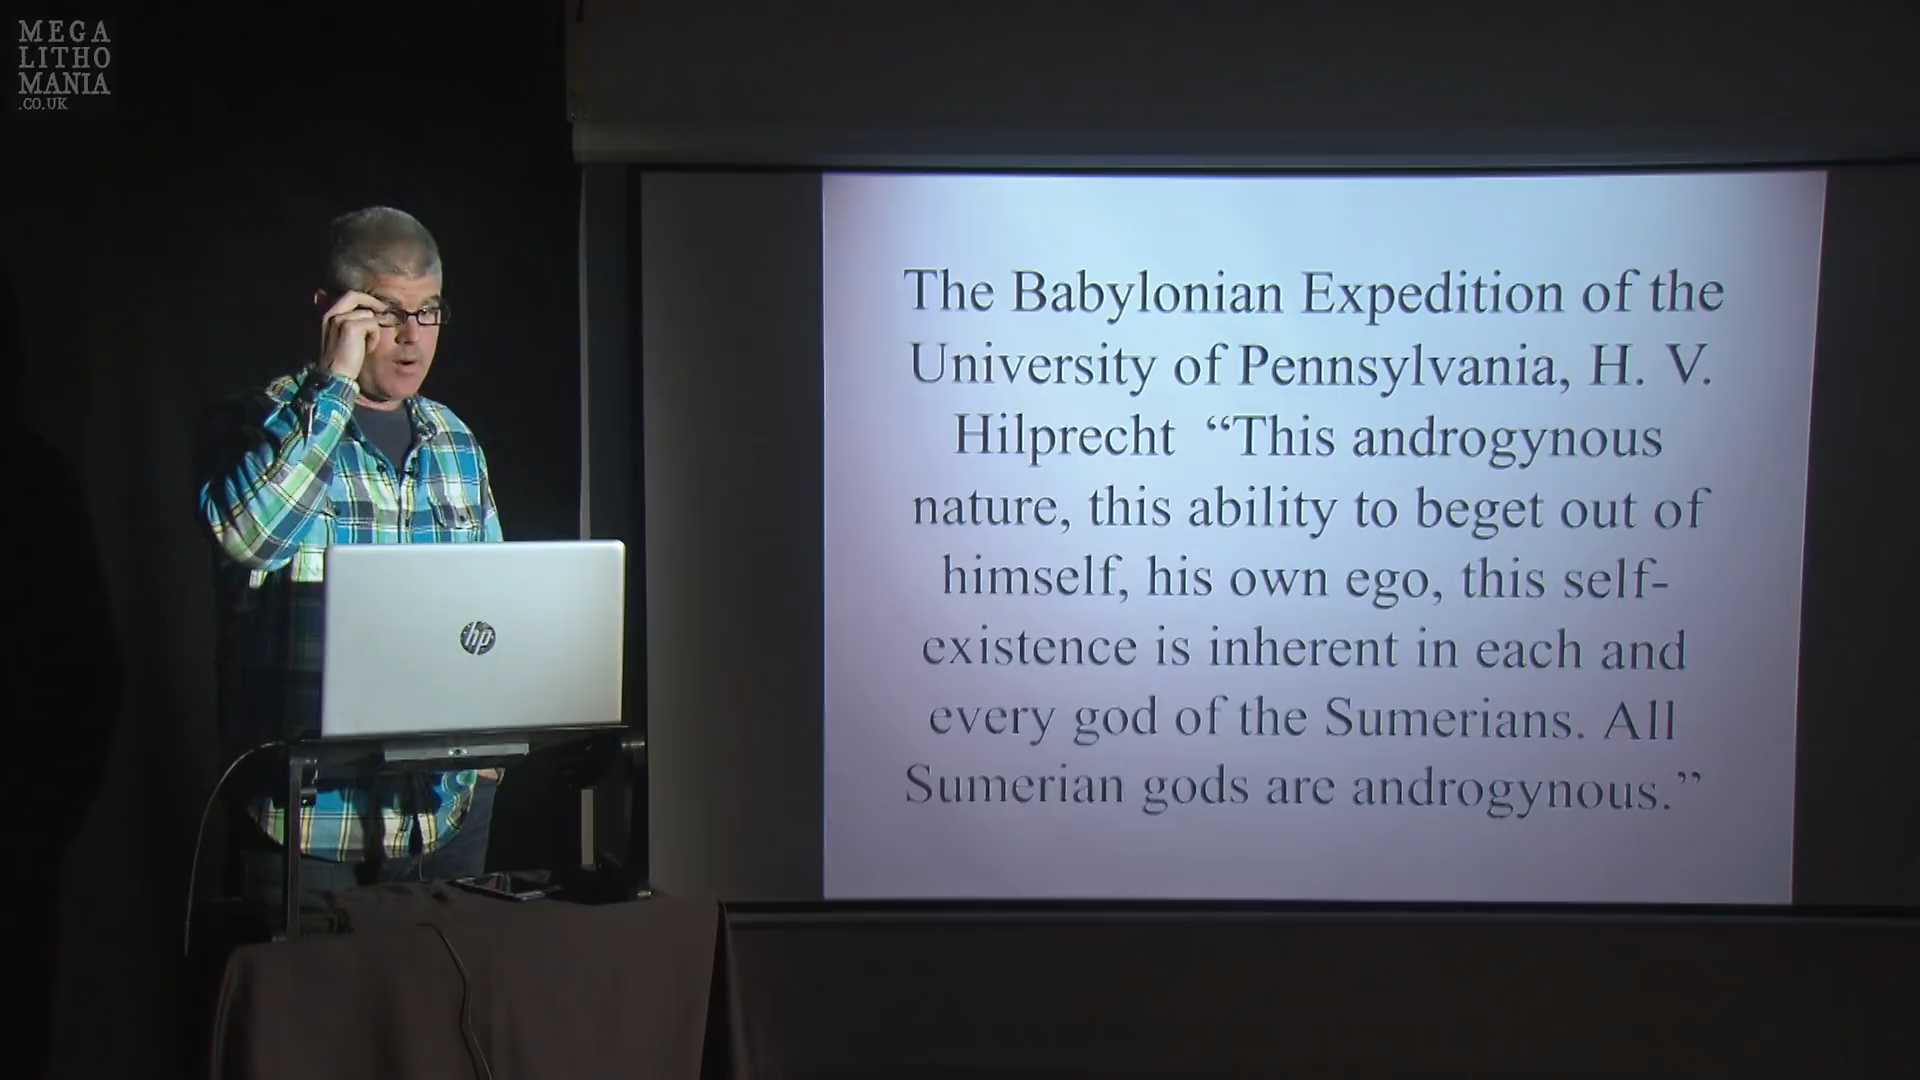 MEGA
LITHO
MANIA
.CO.UK
The Babylonian Expedition of the
University of Pennsylvania, H. V.
Hilprecht “This androgynous
nature, this ability to beget out of
himself, his own ego, this self-
existence is inherent in each and
every god of the Sumerians. All
Sumerian gods are androgynous.”
hp